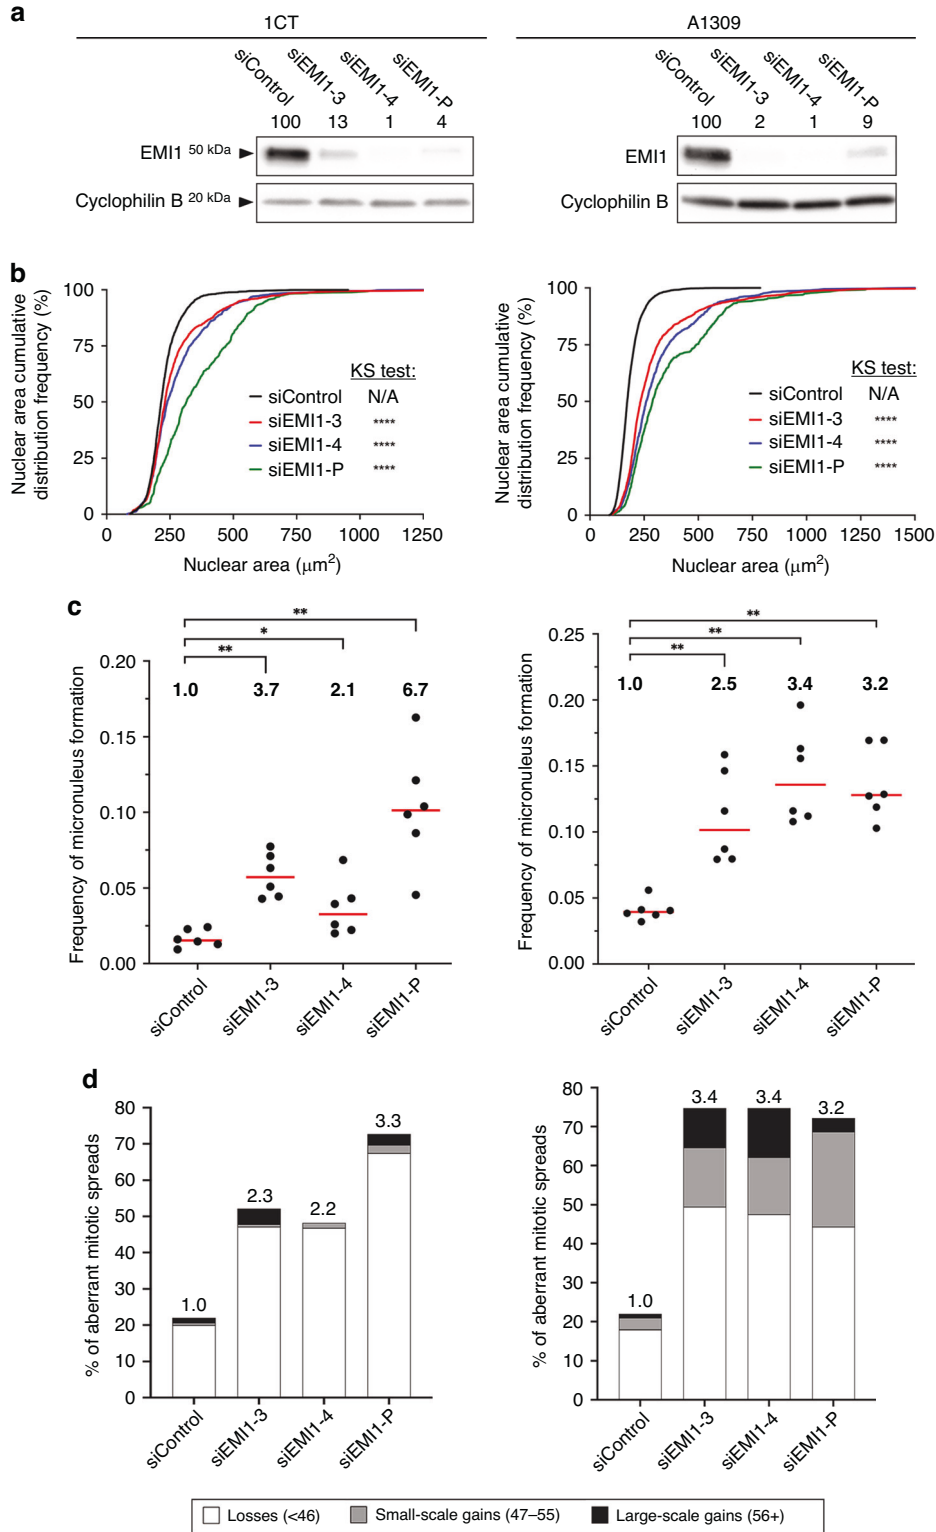 a
1CT
A1309
siControl siEMI1-3 siEMI1-4 siEMI1-P
100 13 1 4
EMI1 50 kDa
Cyclophilin B 20 kDa
siControl siEMI1-3 siEMI1-4 siEMI1-P
100 2 1 9
EMI1
Cyclophilin B
b
Nuclear area cumulative
distribution frequency (%)
100
75
50
25
0
0 250 500 750 1000 1250
Nuclear area (μm²)
KS test:
siControl N/A
siEMI1-3 ****
siEMI1-4 ****
siEMI1-P ****
Nuclear area cumulative
distribution frequency (%)
100
75
50
25
0
0 250 500 750 1000 1250 1500
Nuclear area (μm²)
KS test:
siControl N/A
siEMI1-3 ****
siEMI1-4 ****
siEMI1-P ****
c
Frequency of micronuleus formation
0.20
0.15
0.10
0.05
0.00
**
*
**
1.0 3.7 2.1 6.7
siControl siEMI1-3 siEMI1-4 siEMI1-P
Frequency of micronuleus formation
0.25
0.20
0.15
0.10
0.05
0.00
**
**
**
1.0 2.5 3.4 3.2
siControl siEMI1-3 siEMI1-4 siEMI1-P
d
% of aberrant mitotic spreads
80
70
60
50
40
30
20
10
0
1.0 2.3 2.2 3.3
siControl siEMI1-3 siEMI1-4 siEMI1-P
% of aberrant mitotic spreads
80
70
60
50
40
30
20
10
0
1.0 3.4 3.4 3.2
siControl siEMI1-3 siEMI1-4 siEMI1-P
Losses (<46) Small-scale gains (47–55) Large-scale gains (56+)